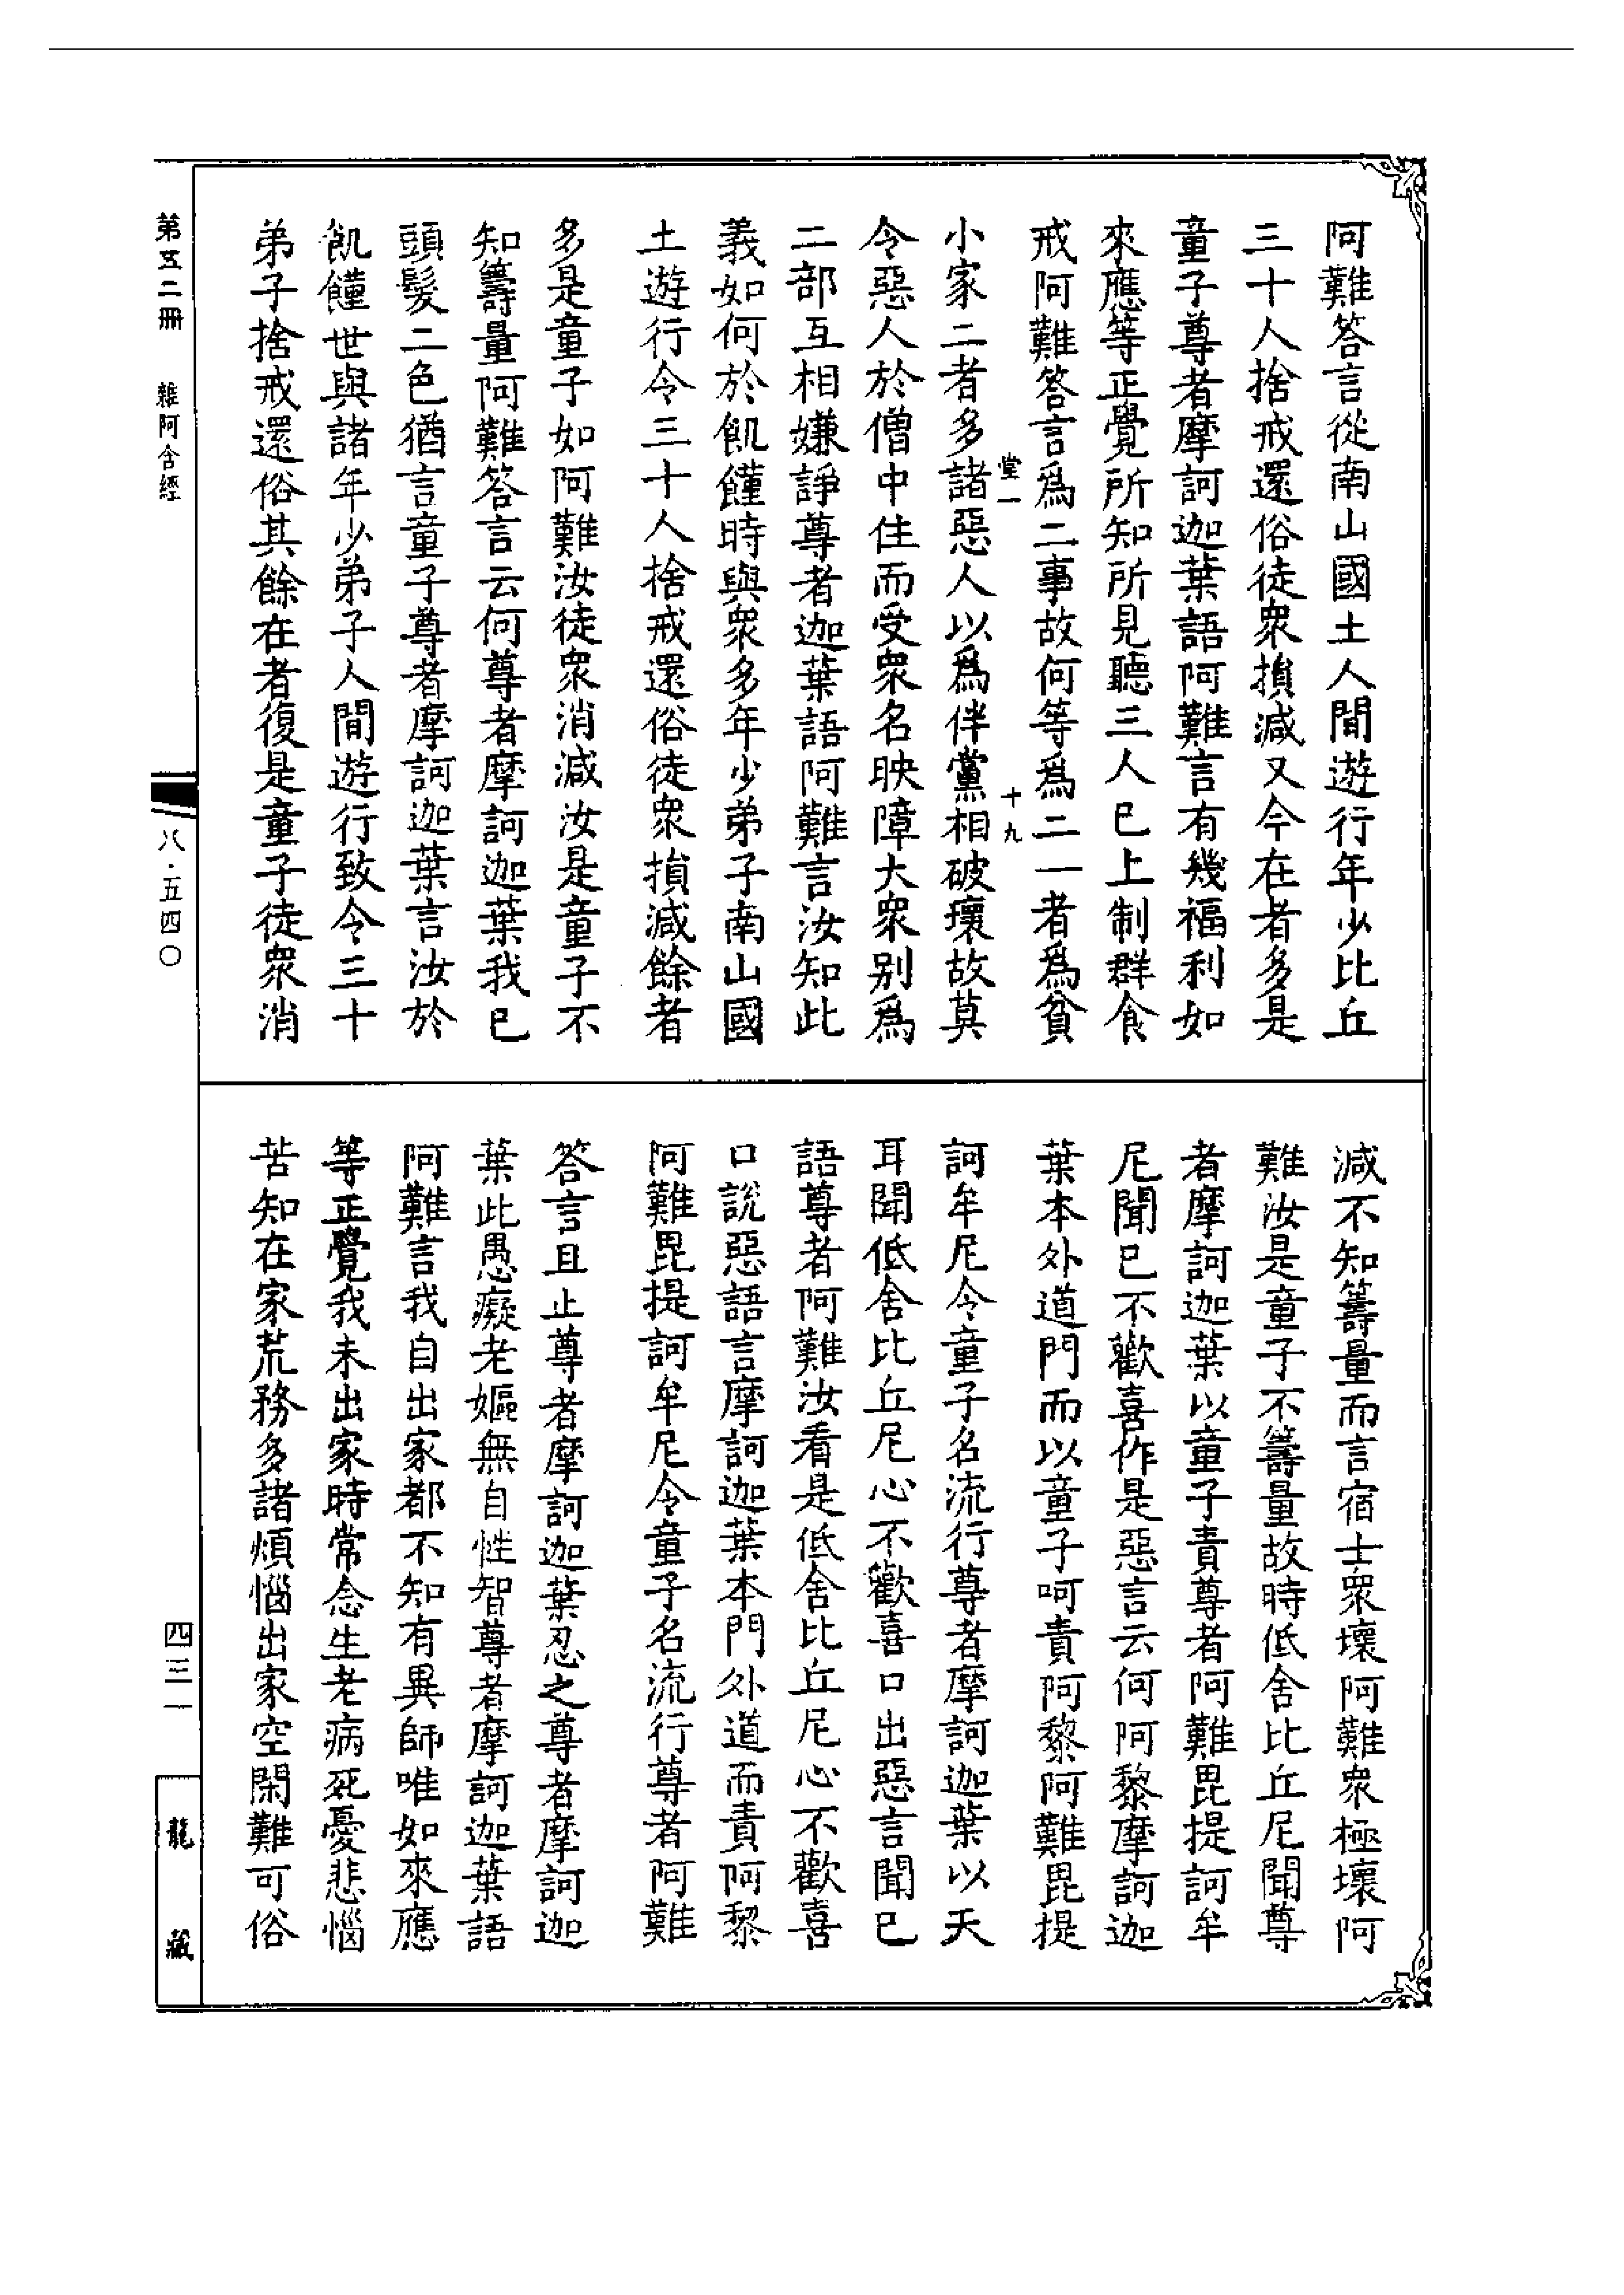 阿難答言從南山國土人間遊行年少比丘
三十人捨戒還俗徒眾損減又今在者多是
童子尊者摩訶迦葉語阿難言有幾福利如
來應等正覺所知所見聽三人已上制群食
戒阿難答言爲二事故何等爲二一者爲貧
小家二者多諸惡人以爲伴黨相破壞故莫
令惡人於僧中住而受眾名映障大眾別爲
二部互相嫌諍尊者迦葉語阿難言汝知此
義如何於飢饉時與眾多年少弟子南山國
土遊行令三十人捨戒還俗徒眾損減餘者
多是童子如阿難汝徒眾消減汝是童子不
知籌量阿難答言云何尊者摩訶迦葉我已
頭髮二色猶言童子尊者摩訶迦葉言汝於
飢饉世與諸年少弟子人間遊行致令三十
弟子捨戒還俗其餘在者復是童子徒眾消
堂一
十九
減不知籌量而言宿士眾壞阿難眾極壞阿
難汝是童子不籌量故時低舍比丘尼聞尊
者摩訶迦葉以童子責尊者阿難毘提訶牟
尼聞已不歡喜作是惡言云何阿黎摩訶迦
葉本外道門而以童子呵責阿黎阿難毘提
訶牟尼令童子名流行尊者摩訶迦葉以天
耳聞低舍比丘尼心不歡喜口出惡言聞已
語尊者阿難汝看是低舍比丘尼心不歡喜
口說惡語言摩訶迦葉本門外道而責阿黎
阿難毘提訶牟尼令童子名流行尊者阿難
答言且止尊者摩訶迦葉忍之尊者摩訶迦
葉此愚癡老嫗無自性智尊者摩訶迦葉語
阿難言我自出家都不知有異師唯如來應
等正覺我未出家時常念生老病死憂悲惱
苦知在家荒務多諸煩惱出家空閑難可俗
第五二冊
雜阿含經
八·五四〇
四三一
龍藏